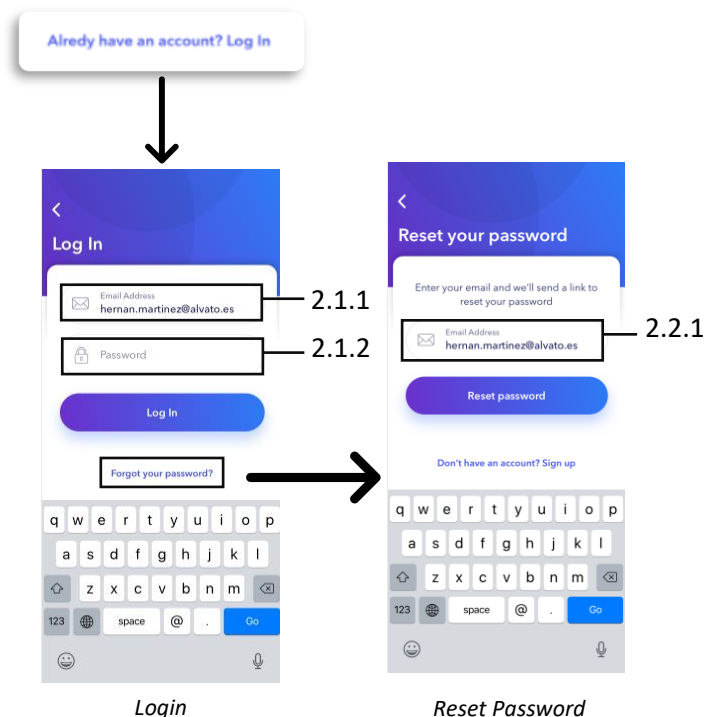 Alredy have an account? Log In
Log In
Email Address
hernan.martinez@alvato.es
2.1.1
Password
2.1.2
Log In
Forgot your password?
q w e r t y u i o p
a s d f g h j k l
z x c v b n m
123 space @ . Go
Login
Reset your password
Enter your email and we'll send a link to
reset your password
Email Address
hernan.martinez@alvato.es
2.2.1
Reset password
Don't have an account? Sign up
q w e r t y u i o p
a s d f g h j k l
z x c v b n m
123 space @ . Go
Reset Password